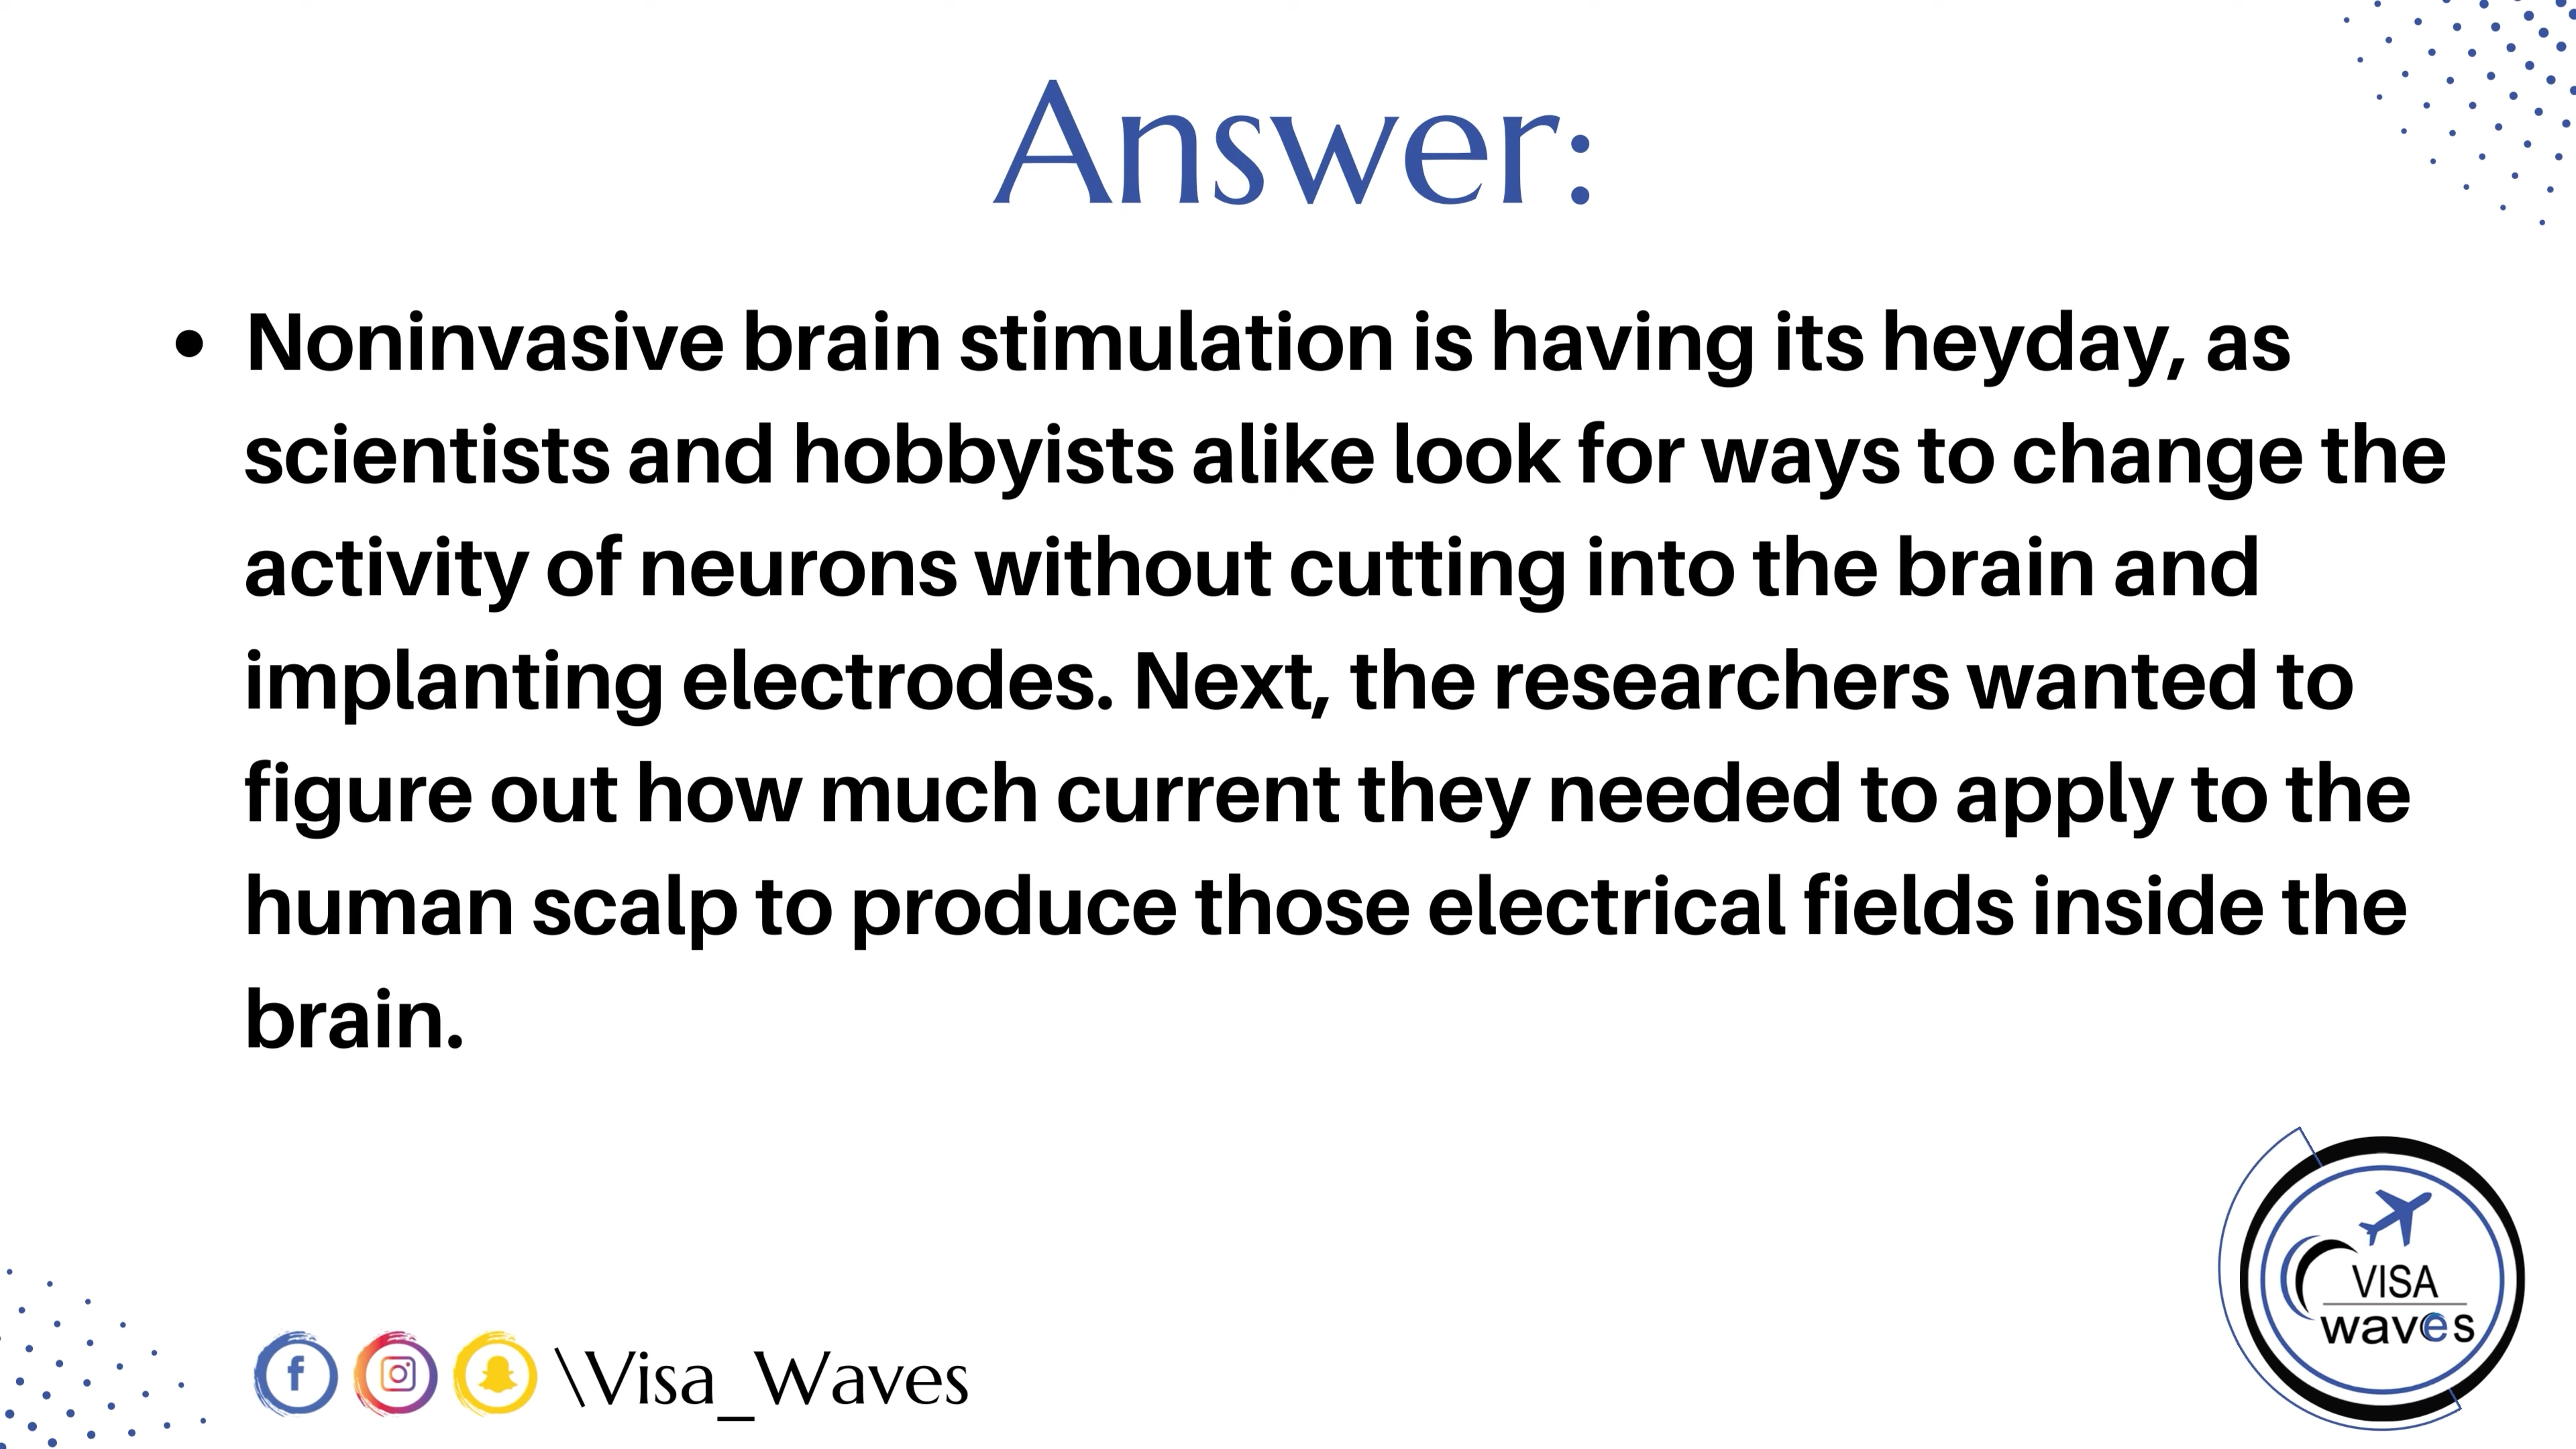 Answer:
• Noninvasive brain stimulation is having its heyday, as
scientists and hobbyists alike look for ways to change the
activity of neurons without cutting into the brain and
implanting electrodes. Next, the researchers wanted to
figure out how much current they needed to apply to the
human scalp to produce those electrical fields inside the
brain.
VISA
waves
\Visa_Waves